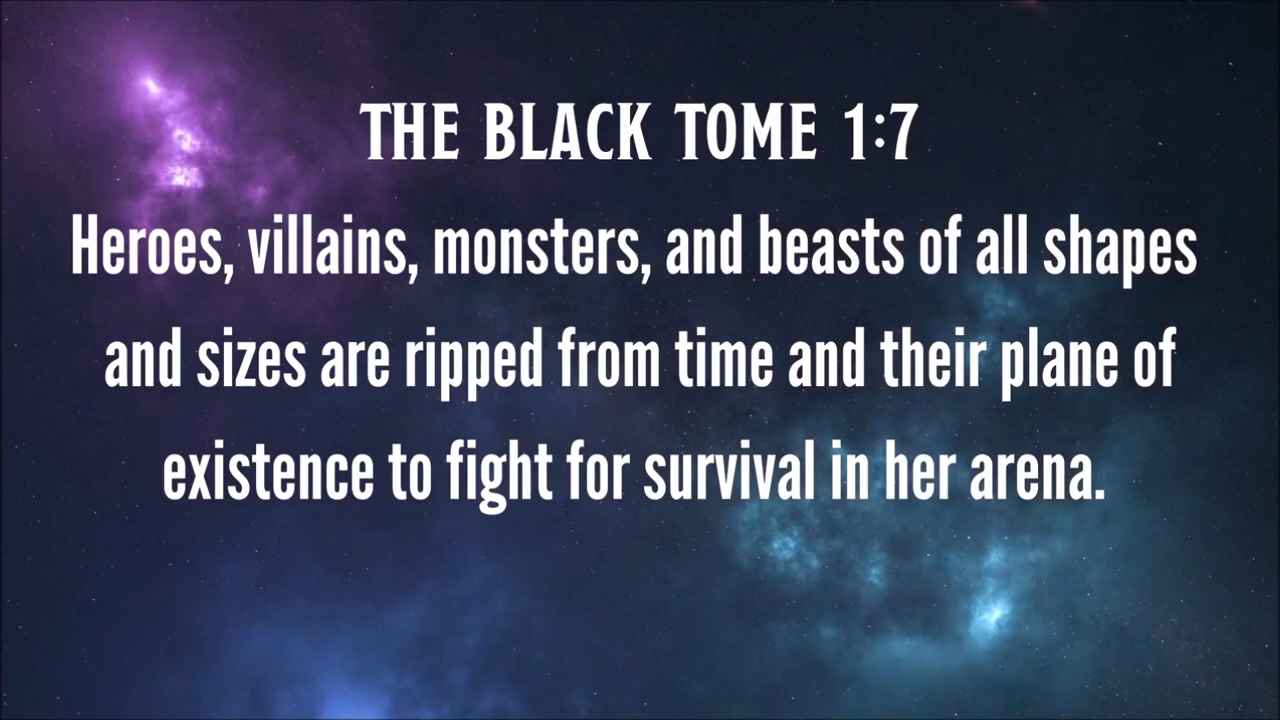 THE BLACK TOME 1:7
Heroes, villains, monsters, and beasts of all shapes
and sizes are ripped from time and their plane of
existence to fight for survival in her arena.